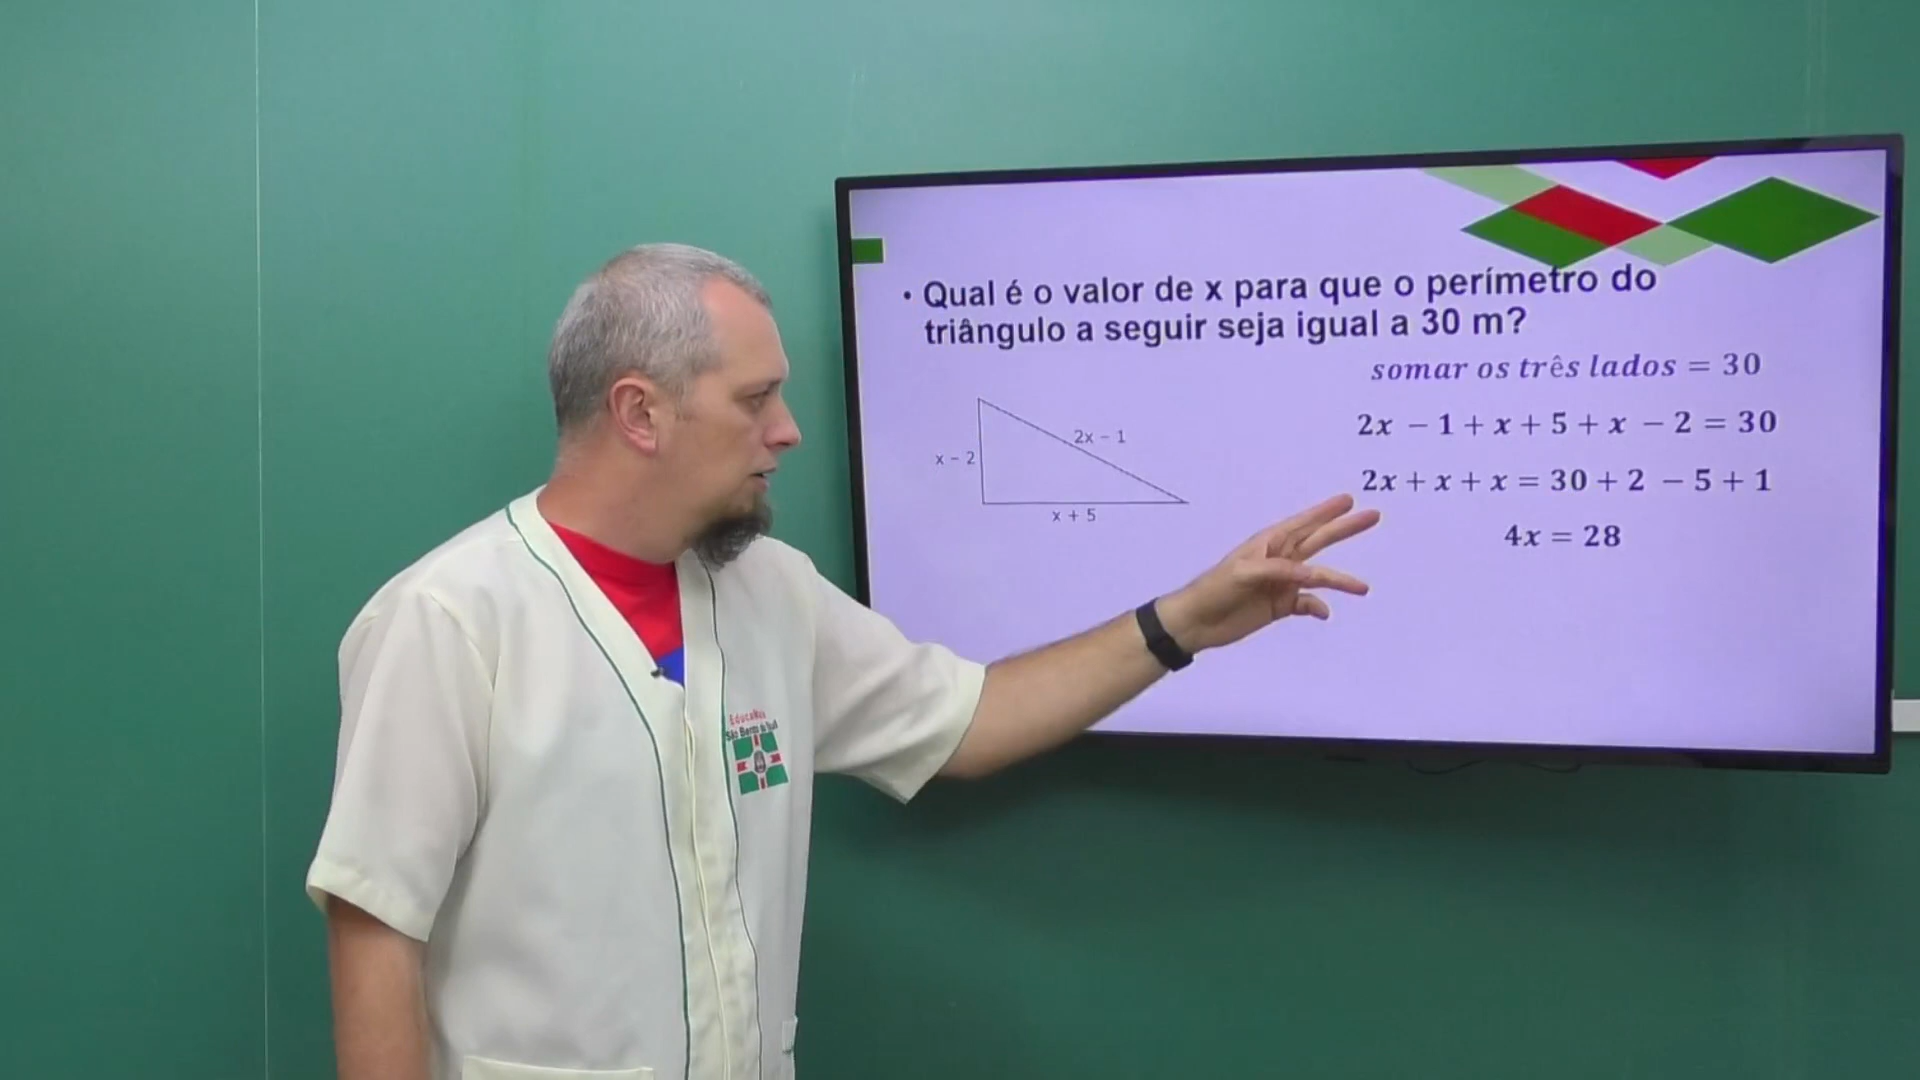 • Qual é o valor de x para que o perímetro do
triângulo a seguir seja igual a 30 m?
somar os três lados = 30
2x − 1 + x + 5 + x − 2 = 30
2x + x + x = 30 + 2 − 5 + 1
4x = 28
2x − 1
x − 2
x + 5
EducaMais
São Bento do Sul